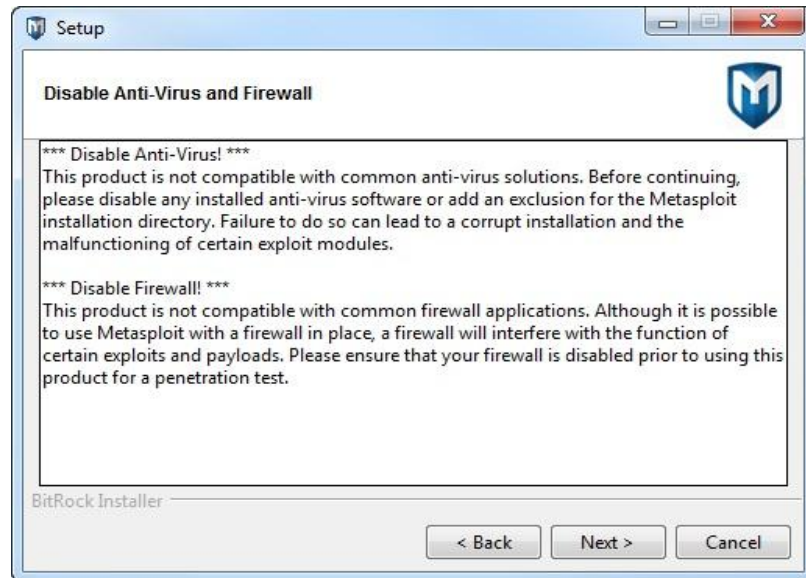 Setup
Disable Anti-Virus and Firewall
*** Disable Anti-Virus! ***
This product is not compatible with common anti-virus solutions. Before continuing,
please disable any installed anti-virus software or add an exclusion for the Metasploit
installation directory. Failure to do so can lead to a corrupt installation and the
malfunctioning of certain exploit modules.
*** Disable Firewall! ***
This product is not compatible with common firewall applications. Although it is possible
to use Metasploit with a firewall in place, a firewall will interfere with the function of
certain exploits and payloads. Please ensure that your firewall is disabled prior to using this
product for a penetration test.
BitRock Installer
< Back Next > Cancel